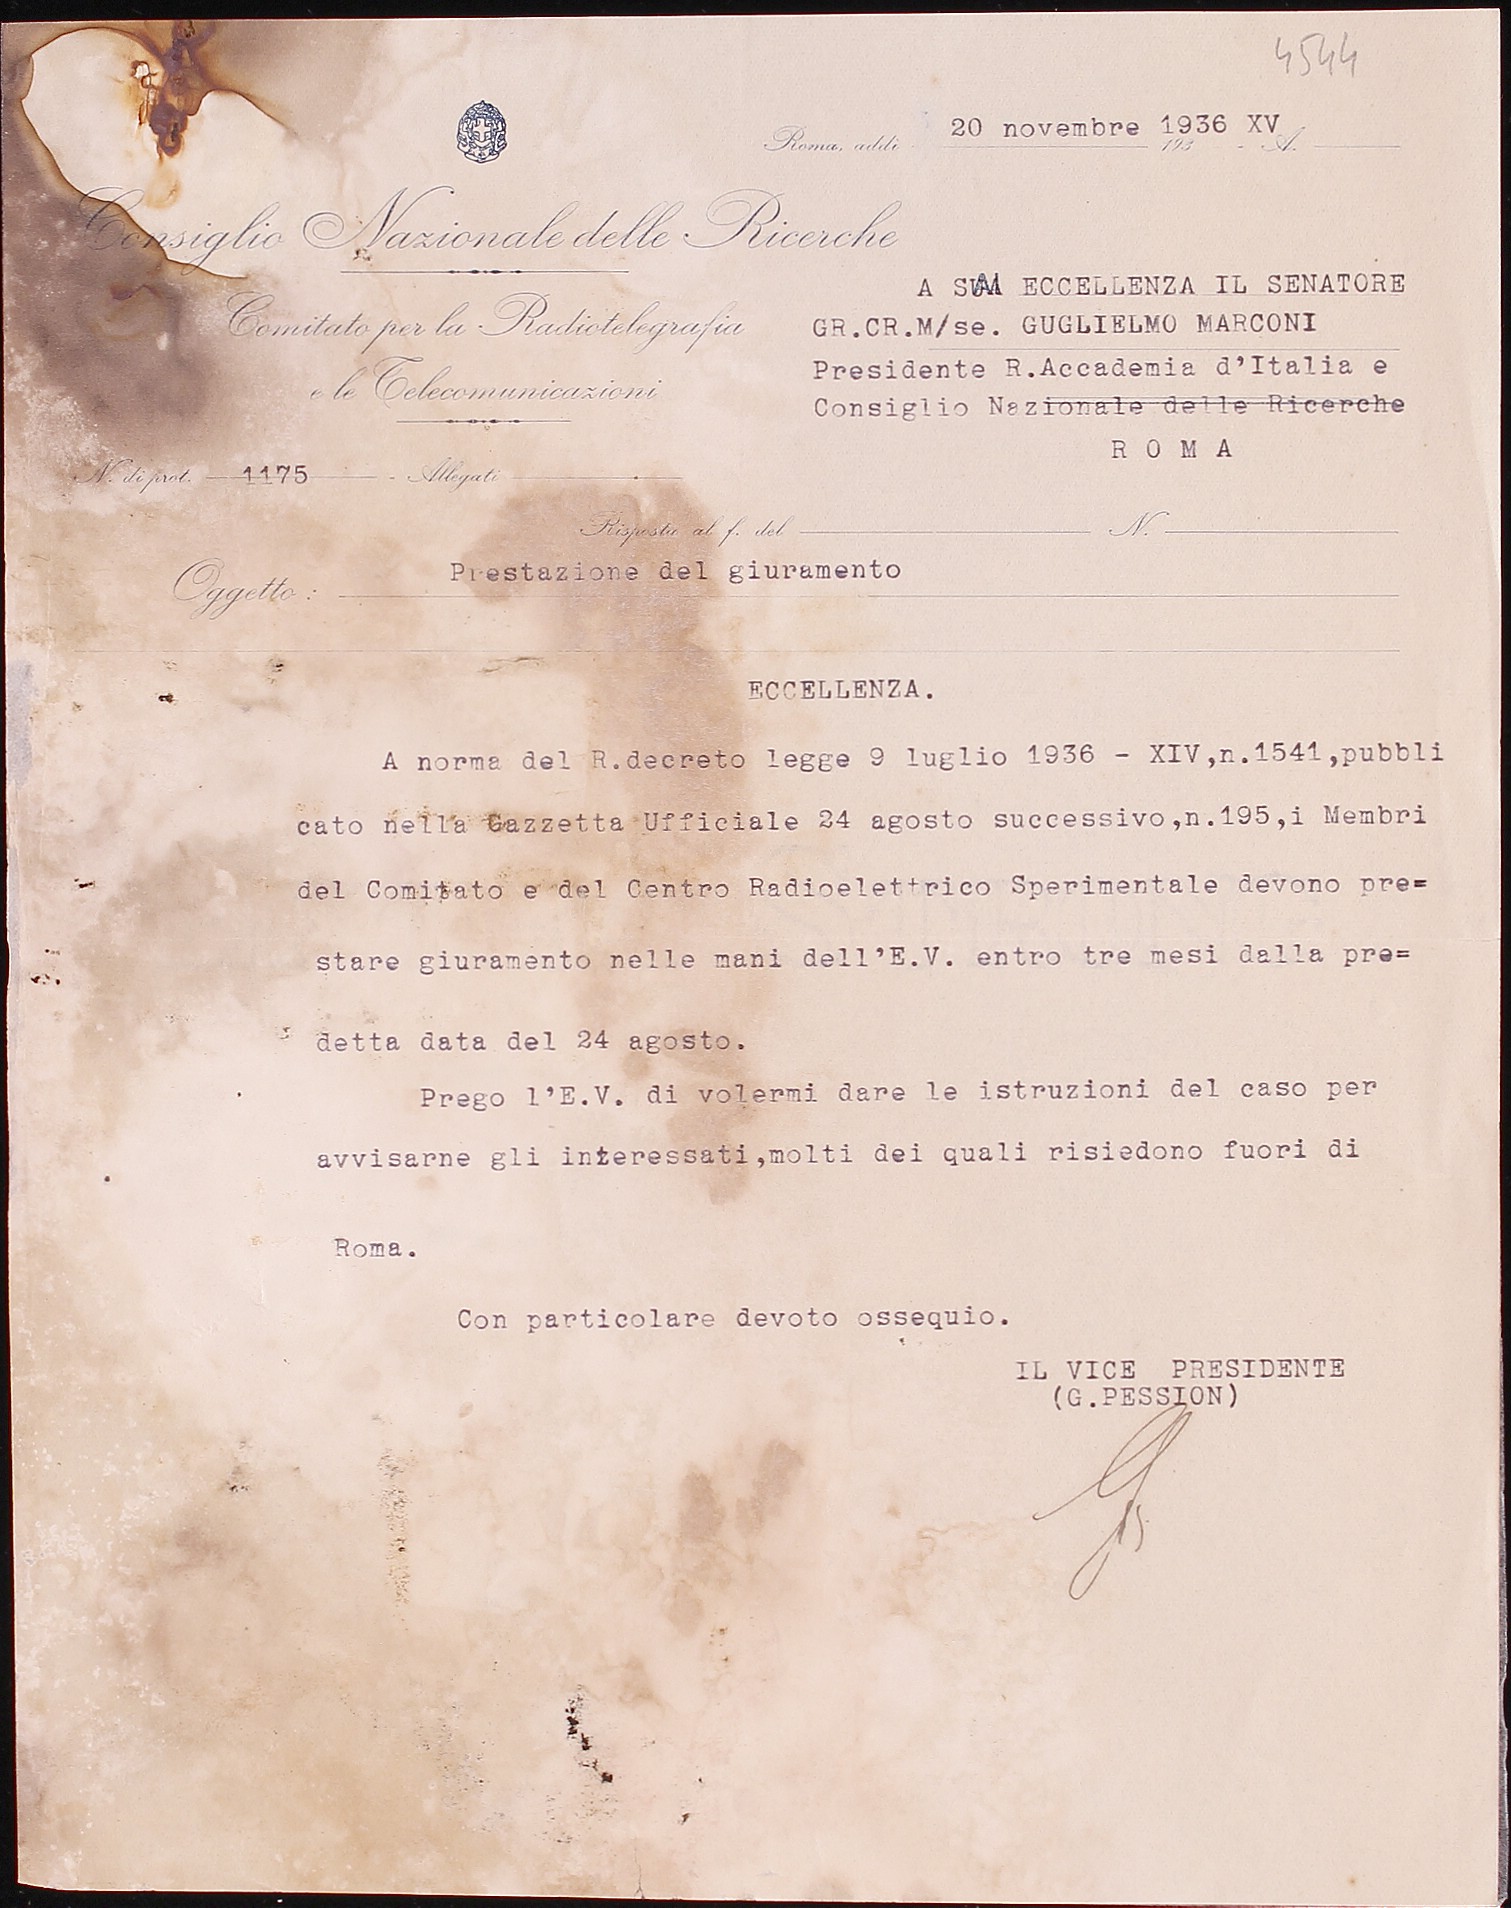 4544
Roma, addì 20 novembre 1936 XV 193 - A.
Consiglio Nazionale delle Ricerche
Comitato per la Radiotelegrafia
e le Telecomunicazioni
A SUA ECCELLENZA IL SENATORE
GR.CR.M/se. GUGLIELMO MARCONI
Presidente R.Accademia d'Italia e
Consiglio Nazionale delle Ricerche
R O M A
N. di prot. 1175 - Allegati
Risposta al f. del N.
Oggetto : Prestazione del giuramento
ECCELLENZA.
A norma del R.decreto legge 9 luglio 1936 - XIV,n.1541,pubbli
cato nella Gazzetta Ufficiale 24 agosto successivo,n.195,i Membri
del Comitato e del Centro Radioelettrico Sperimentale devono pre=
stare giuramento nelle mani dell'E.V. entro tre mesi dalla pre=
detta data del 24 agosto.
Prego l'E.V. di volermi dare le istruzioni del caso per
avvisarne gli interessati,molti dei quali risiedono fuori di
Roma.
Con particolare devoto ossequio.
IL VICE PRESIDENTE
(G.PESSION)